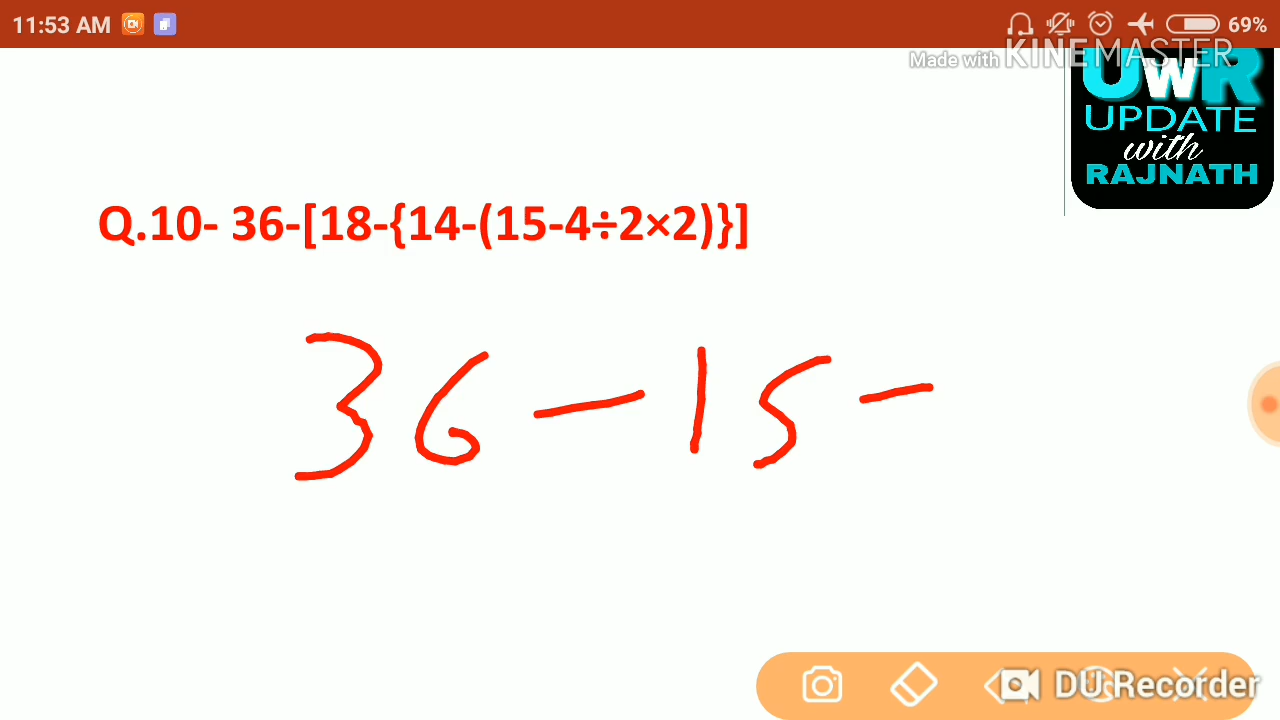 11:53 AM
69%
Made with KINEMASTER
UWR
UPDATE
with
RAJNATH
Q.10- 36-[18-{14-(15-4÷2×2)}]
36-15-
DU Recorder